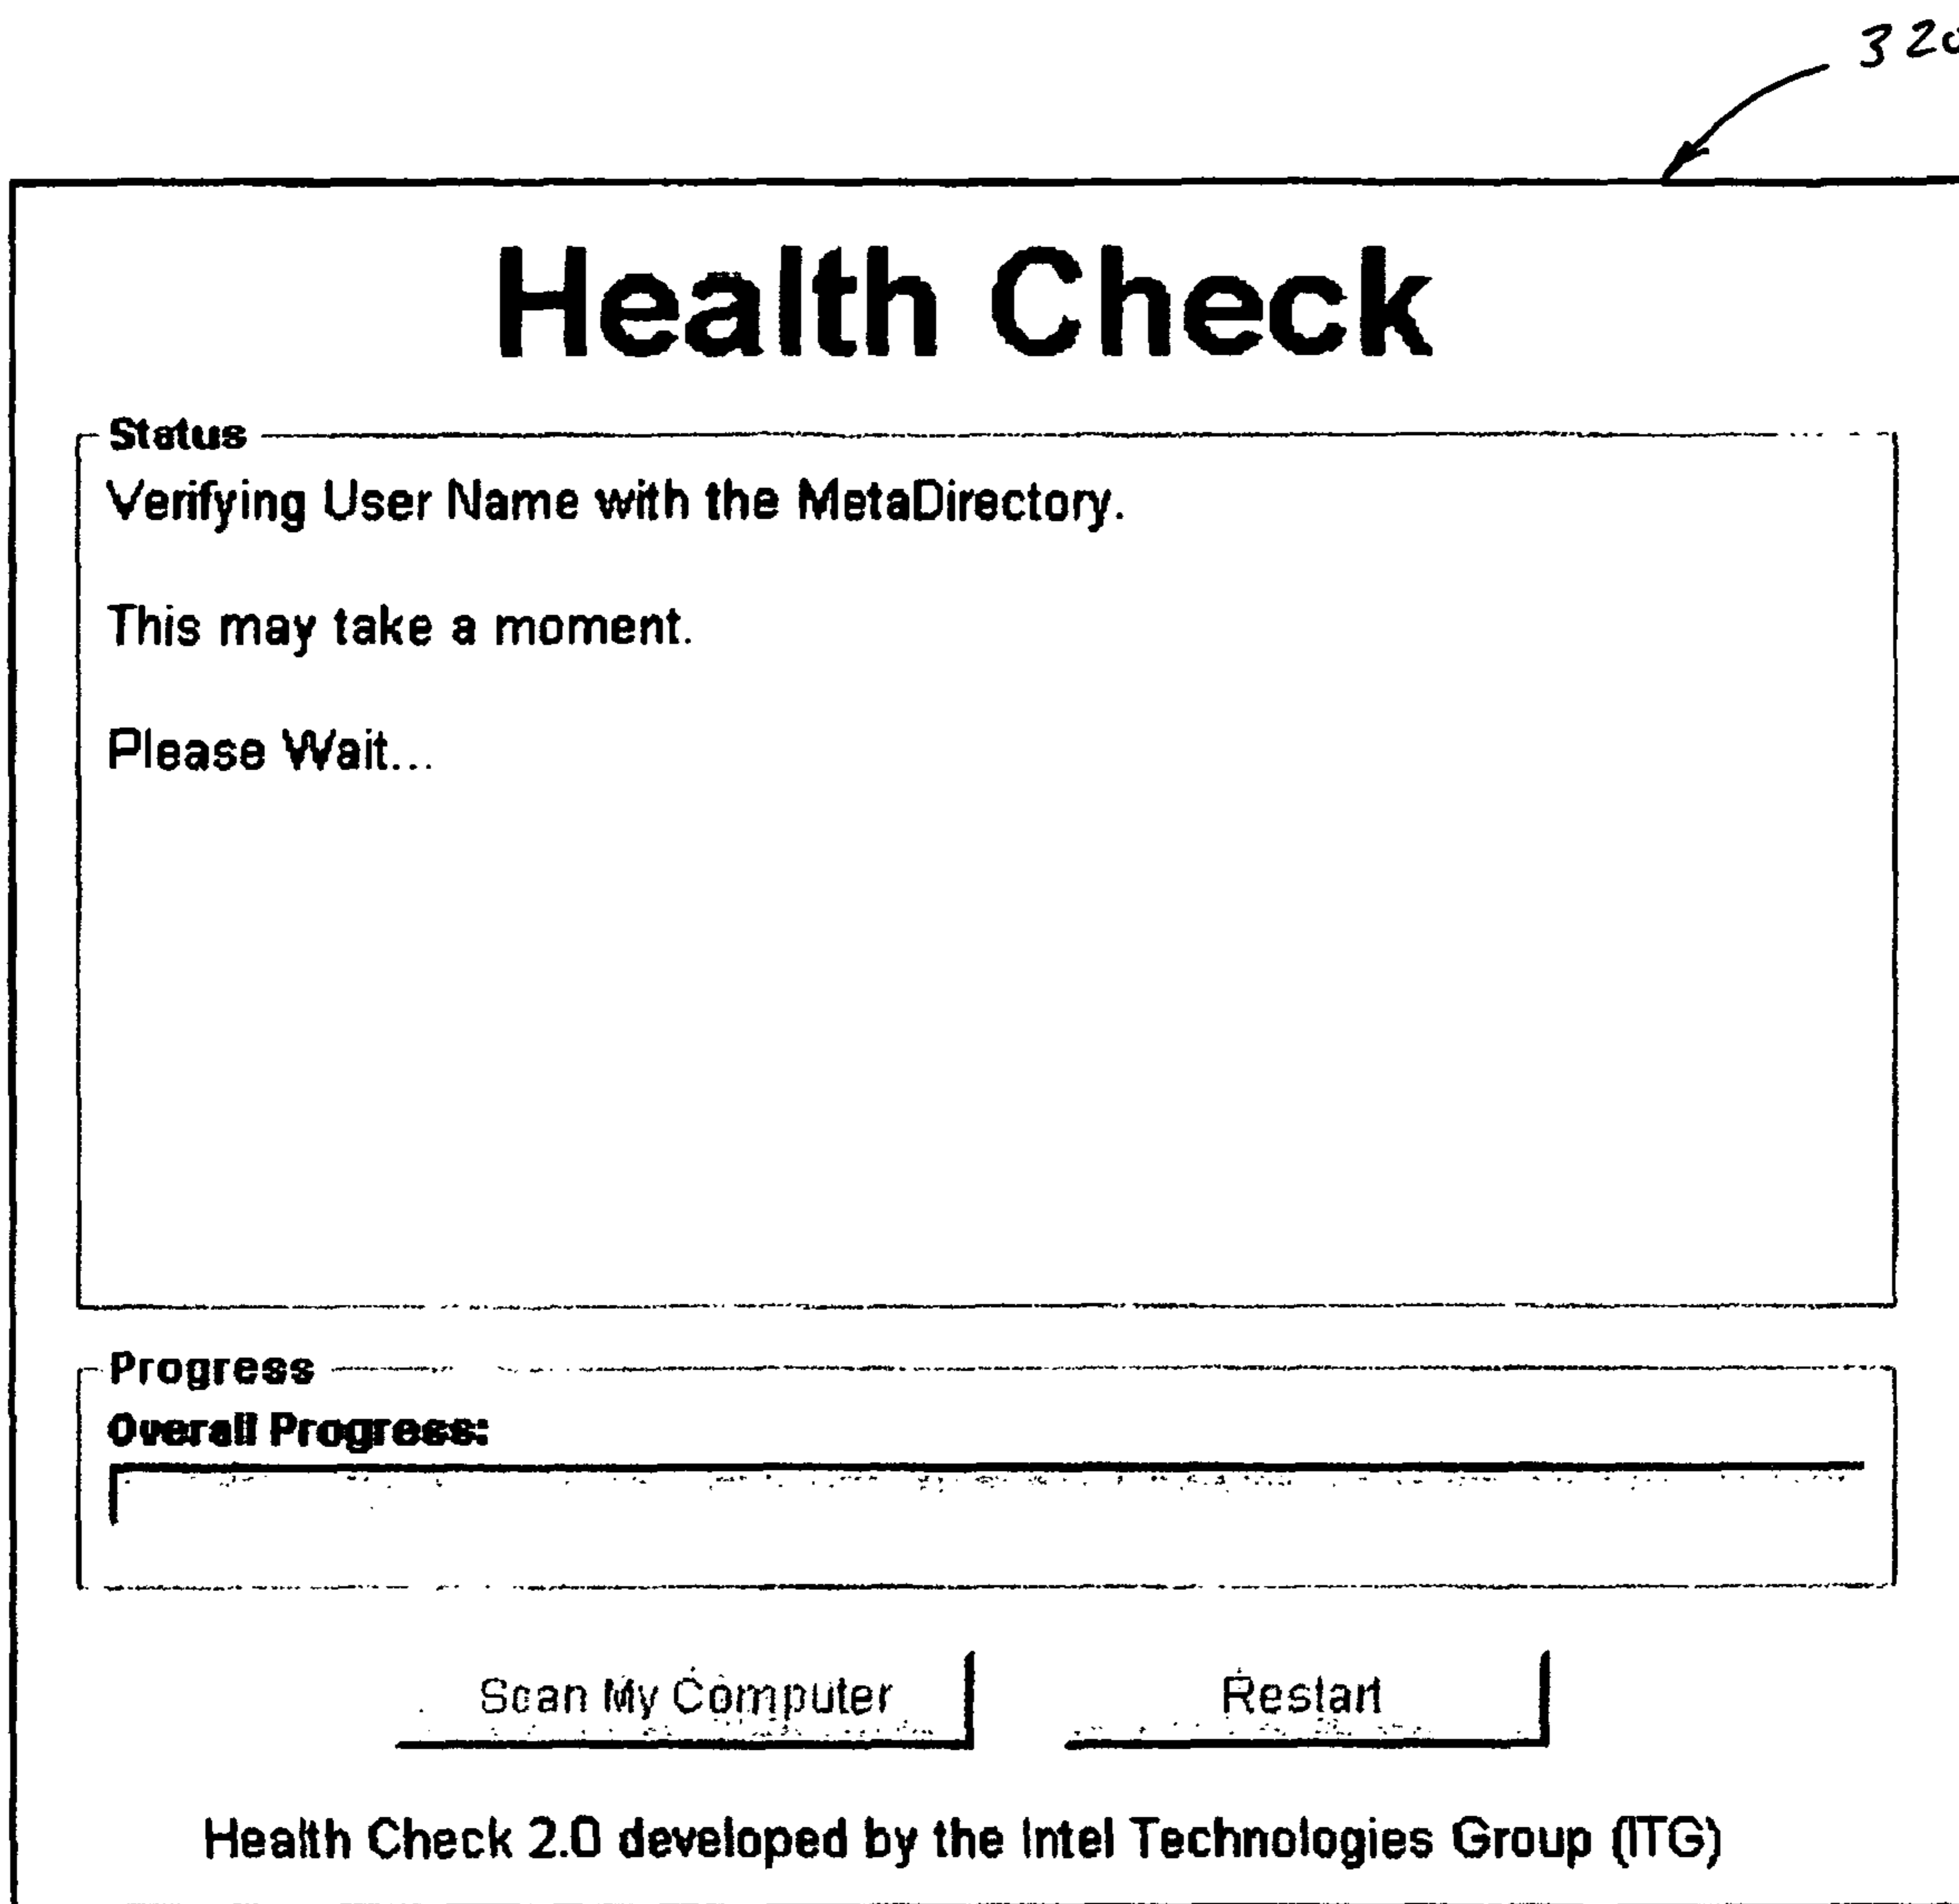 Health Check
Status
Verifying User Name with the MetaDirectory.
This may take a moment.
Please Wait...
Progress
Overall Progress:
Scan My Computer
Restart
Health Check 2.0 developed by the Intel Technologies Group (ITG)